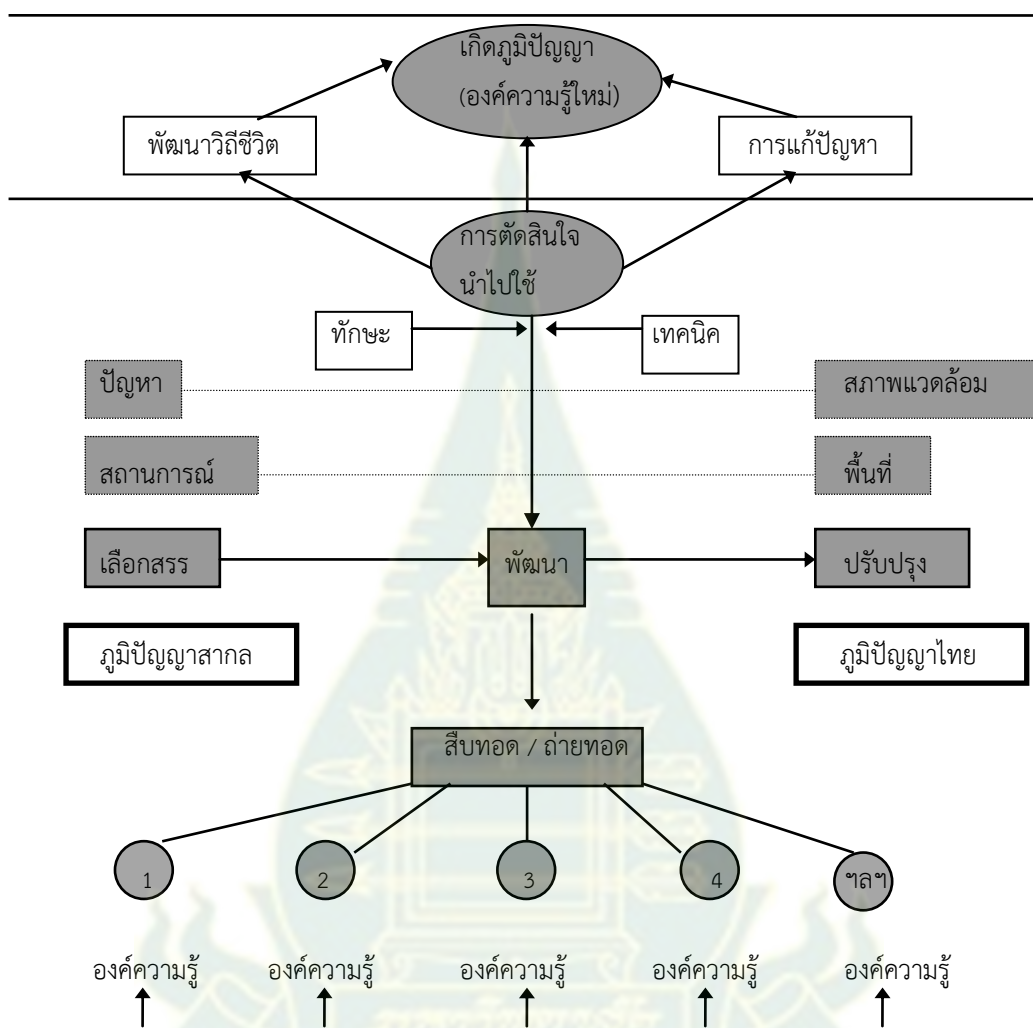 เกิดภูมิปัญญา
(องค์ความรู้ใหม่)
พัฒนาวิถีชีวิต
การแก้ปัญหา
การตัดสินใจ
นำไปใช้
ทักษะ
เทคนิค
ปัญหา
สภาพแวดล้อม
สถานการณ์
พื้นที่
เลือกสรร
พัฒนา
ปรับปรุง
ภูมิปัญญาสากล
ภูมิปัญญาไทย
สืบทอด / ถ่ายทอด
1 2 3 4 ฯลฯ
องค์ความรู้ องค์ความรู้ องค์ความรู้ องค์ความรู้ องค์ความรู้